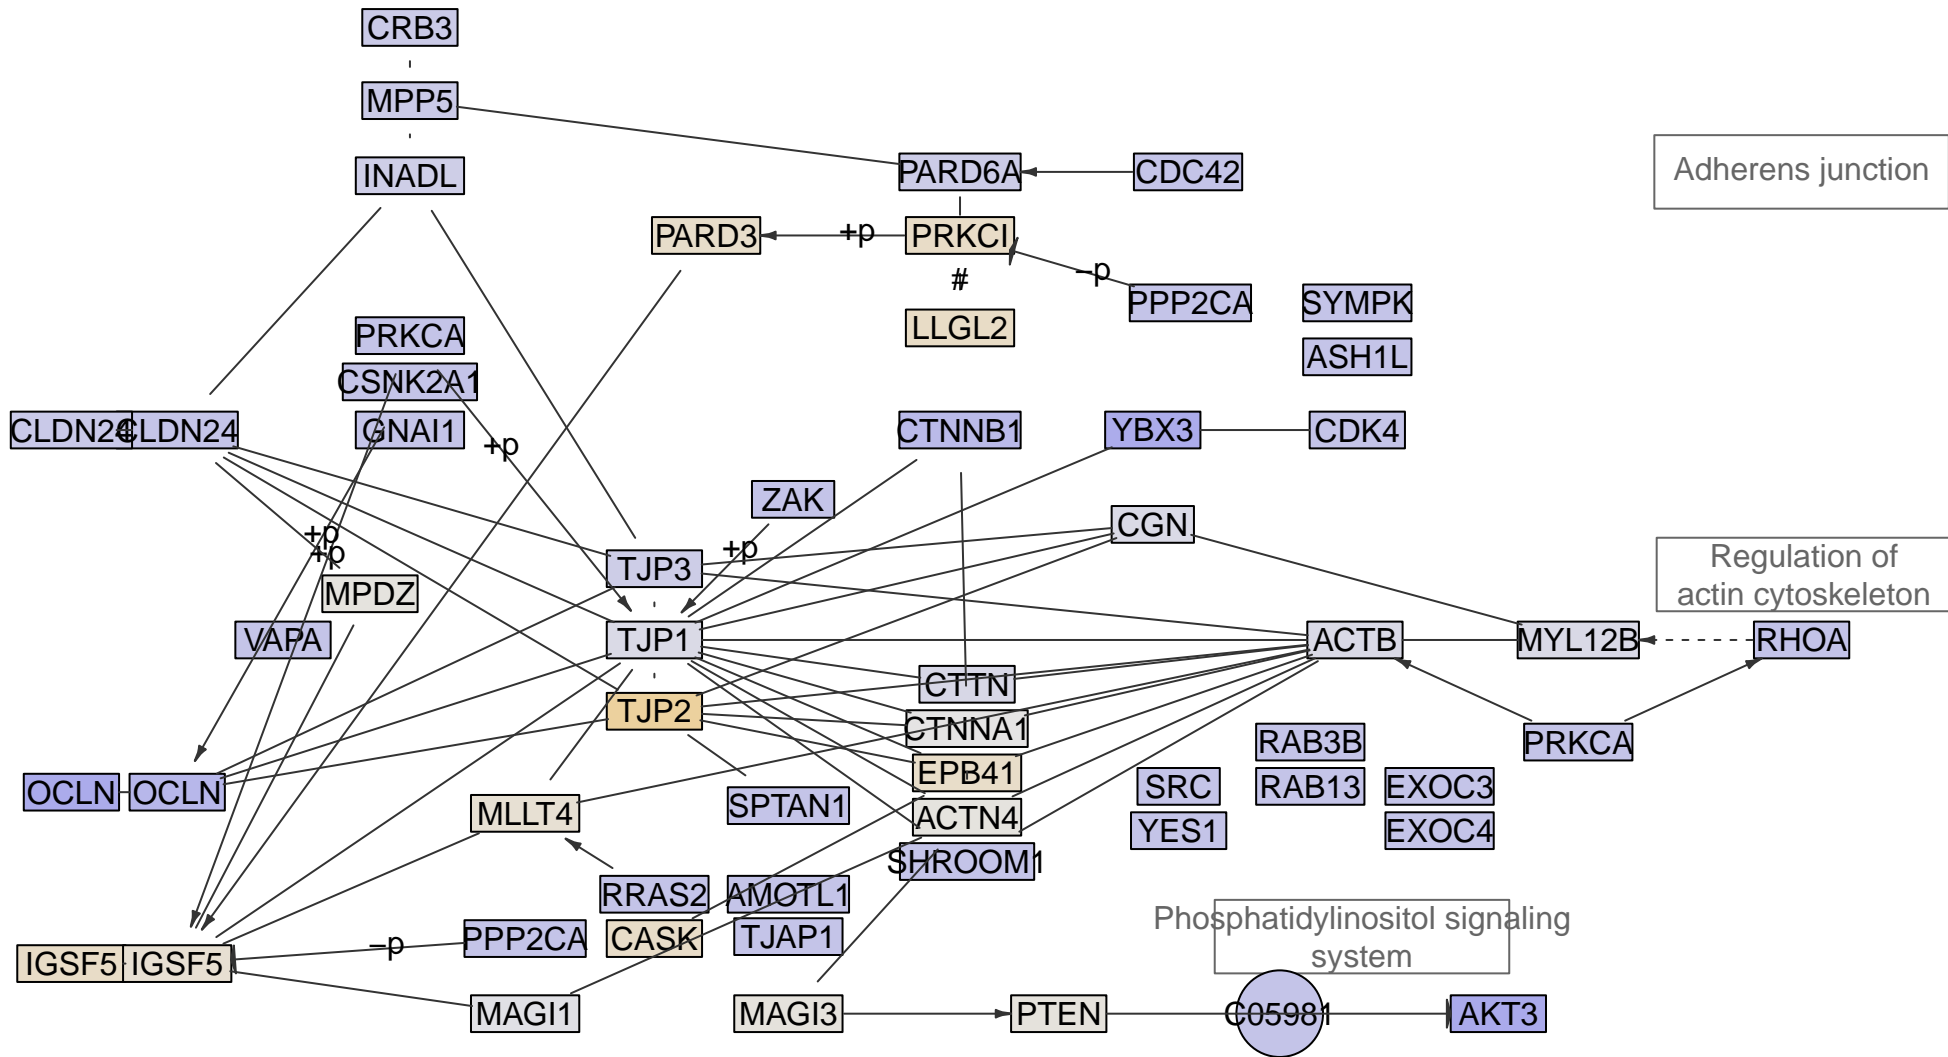 CRB3
MPP5
INADL
PARD6A
CDC42
Adherens junction
PARD3
+p
PRKCI
–p
#
PPP2CA
SYMPK
LLGL2
PRKCA
ASH1L
CSNK2A1
CLDN24
CLDN24
GNAI1
+p
CTNNB1
YBX3
CDK4
ZAK
CGN
+p
+p
+p
TJP3
MPDZ
Regulation of
actin cytoskeleton
VAPA
TJP1
ACTB
MYL12B
RHOA
CTTN
TJP2
CTNNA1
RAB3B
PRKCA
EPB41
OCLN
OCLN
SRC
RAB13
EXOC3
MLLT4
SPTAN1
ACTN4
YES1
EXOC4
SHROOM1
RRAS2
AMOTL1
Phosphatidylinositol signaling
system
–p
PPP2CA
CASK
TJAP1
IGSF5
IGSF5
MAGI1
MAGI3
PTEN
C05981
AKT3